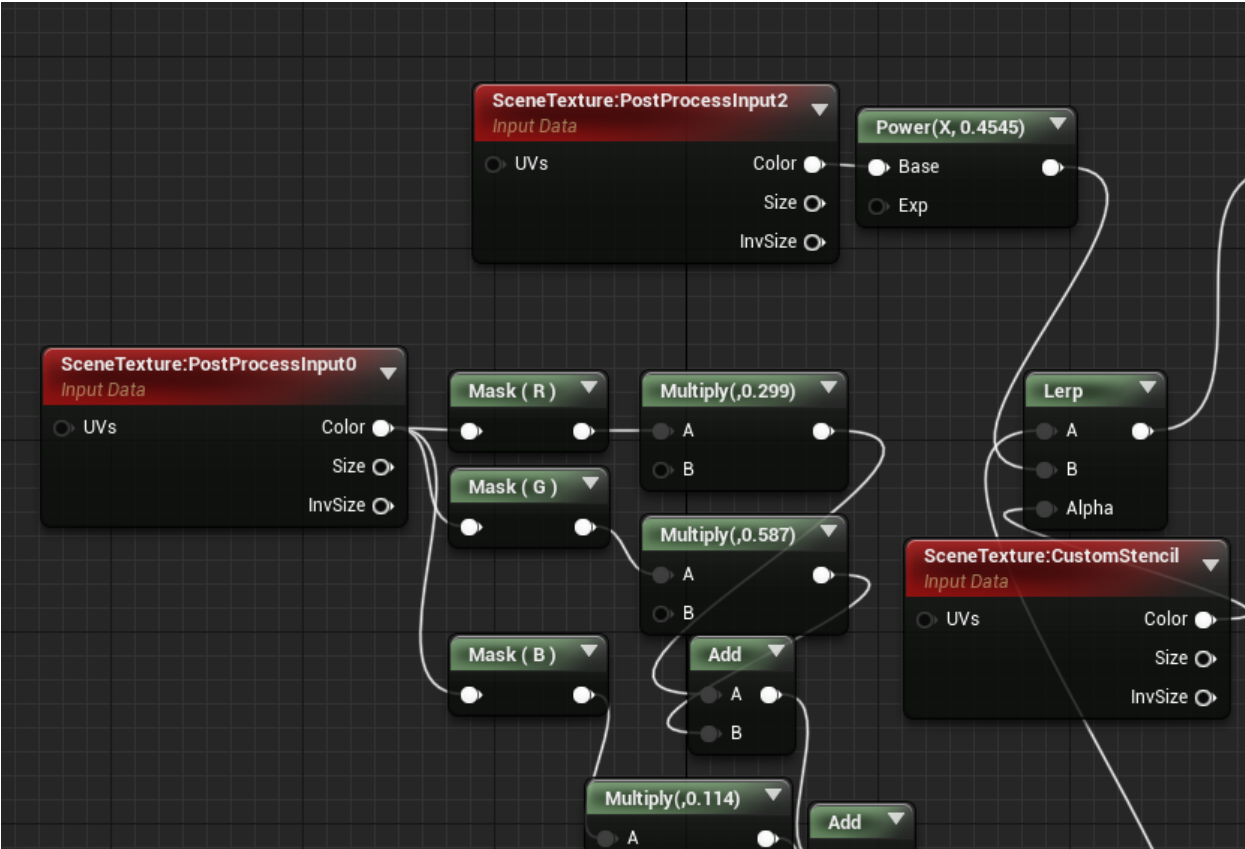 SceneTexture:PostProcessInput2
Input Data
UVs
Color
Size
InvSize
Power(X, 0.4545)
Base
Exp
SceneTexture:PostProcessInput0
Input Data
UVs
Color
Size
InvSize
Mask ( R )
Multiply(,0.299)
A
B
Lerp
A
B
Alpha
Mask ( G )
Multiply(,0.587)
A
B
SceneTexture:CustomStencil
Input Data
UVs
Color
Size
InvSize
Mask ( B )
Add
A
B
Multiply(,0.114)
A
Add